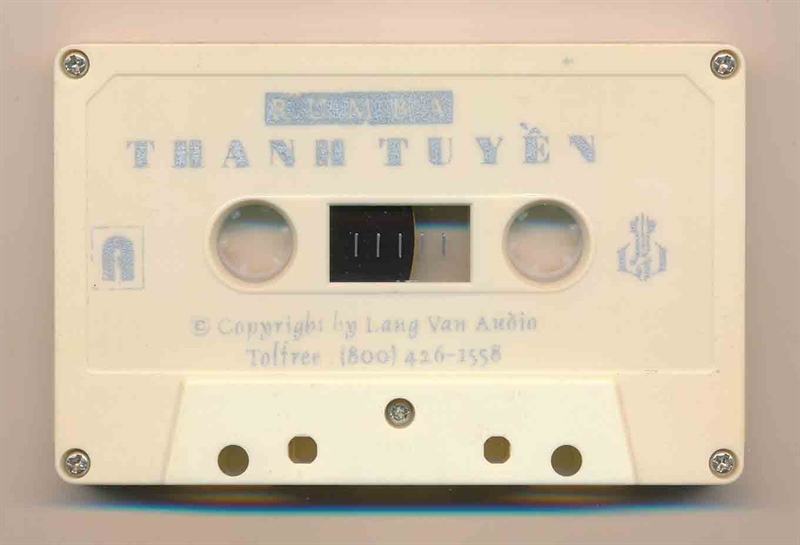 RUMBA
THANH TUYỀN
A
© Copyright by Lang Van Audio
Tolfree (800) 426-1558